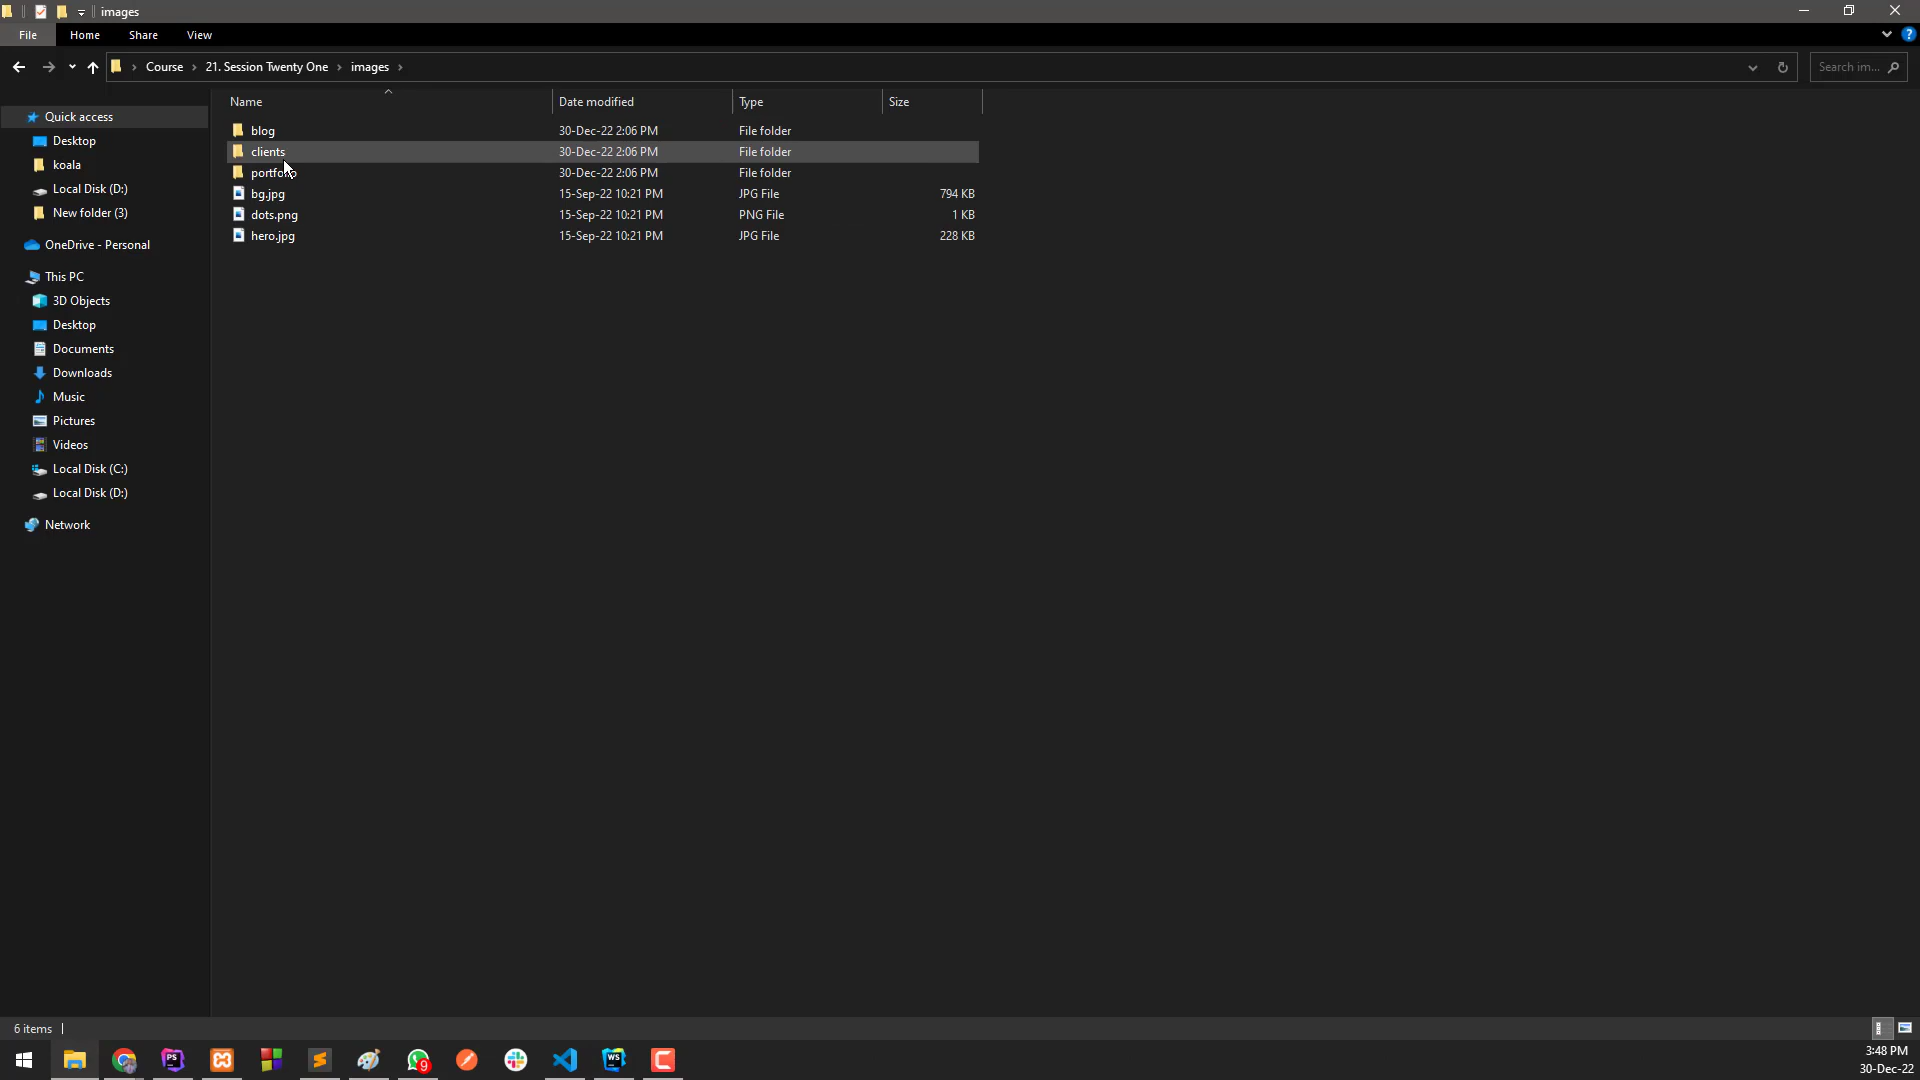 images
File Home Share View
Course 21. Session Twenty One images Search im...
Name Date modified Type Size
Quick access
Desktop
koala
Local Disk (D:)
New folder (3)
OneDrive - Personal
This PC
3D Objects
Desktop
Documents
Downloads
Music
Pictures
Videos
Local Disk (C:)
Local Disk (D:)
Network
blog 30-Dec-22 2:06 PM File folder
clients 30-Dec-22 2:06 PM File folder
portfolio 30-Dec-22 2:06 PM File folder
bg.jpg 15-Sep-22 10:21 PM JPG File 794 KB
dots.png 15-Sep-22 10:21 PM PNG File 1 KB
hero.jpg 15-Sep-22 10:21 PM JPG File 228 KB
6 items
PS
9
WS
C
3:48 PM
30-Dec-22